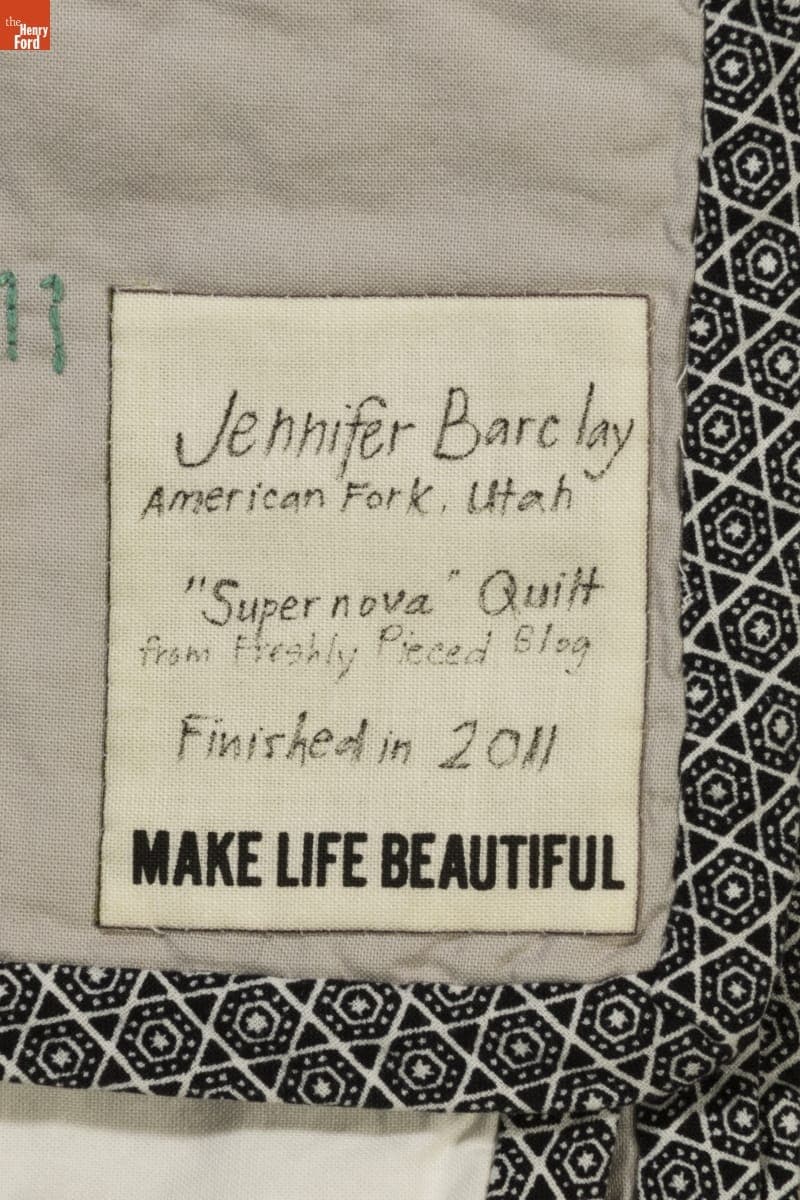 the
Henry
Ford
11
Jennifer Barclay
American Fork, Utah
"Supernova" Quilt
from Freshly Pieced Blog
Finished in 2011
MAKE LIFE BEAUTIFUL